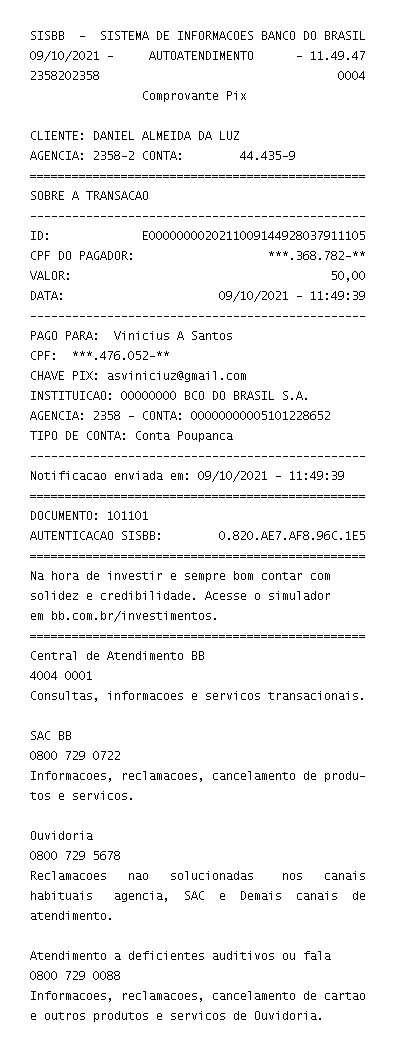 SISBB - SISTEMA DE INFORMACOES BANCO DO BRASIL
09/10/2021 - AUTOATENDIMENTO - 11.49.47
2358202358 0004
Comprovante Pix
CLIENTE: DANIEL ALMEIDA DA LUZ
AGENCIA: 2358-2 CONTA: 44.435-9
================================================
SOBRE A TRANSACAO
------------------------------------------------
ID: E0000000020211009144928037911105
CPF DO PAGADOR: ***.368.782-**
VALOR: 50,00
DATA: 09/10/2021 - 11:49:39
------------------------------------------------
PAGO PARA: Vinicius A Santos
CPF: ***.476.052-**
CHAVE PIX: asviniciuz@gmail.com
INSTITUICAO: 00000000 BCO DO BRASIL S.A.
AGENCIA: 2358 - CONTA: 00000000005101228652
TIPO DE CONTA: Conta Poupanca
------------------------------------------------
Notificacao enviada em: 09/10/2021 - 11:49:39
================================================
DOCUMENTO: 101101
AUTENTICACAO SISBB: 0.820.AE7.AF8.96C.1E5
================================================
Na hora de investir e sempre bom contar com
solidez e credibilidade. Acesse o simulador
em bb.com.br/investimentos.
================================================
Central de Atendimento BB
4004 0001
Consultas, informacoes e servicos transacionais.
SAC BB
0800 729 0722
Informacoes, reclamacoes, cancelamento de produ-
tos e servicos.
Ouvidoria
0800 729 5678
Reclamacoes nao solucionadas nos canais
habituais agencia, SAC e Demais canais de
atendimento.
Atendimento a deficientes auditivos ou fala
0800 729 0088
Informacoes, reclamacoes, cancelamento de cartao
e outros produtos e servicos de Ouvidoria.